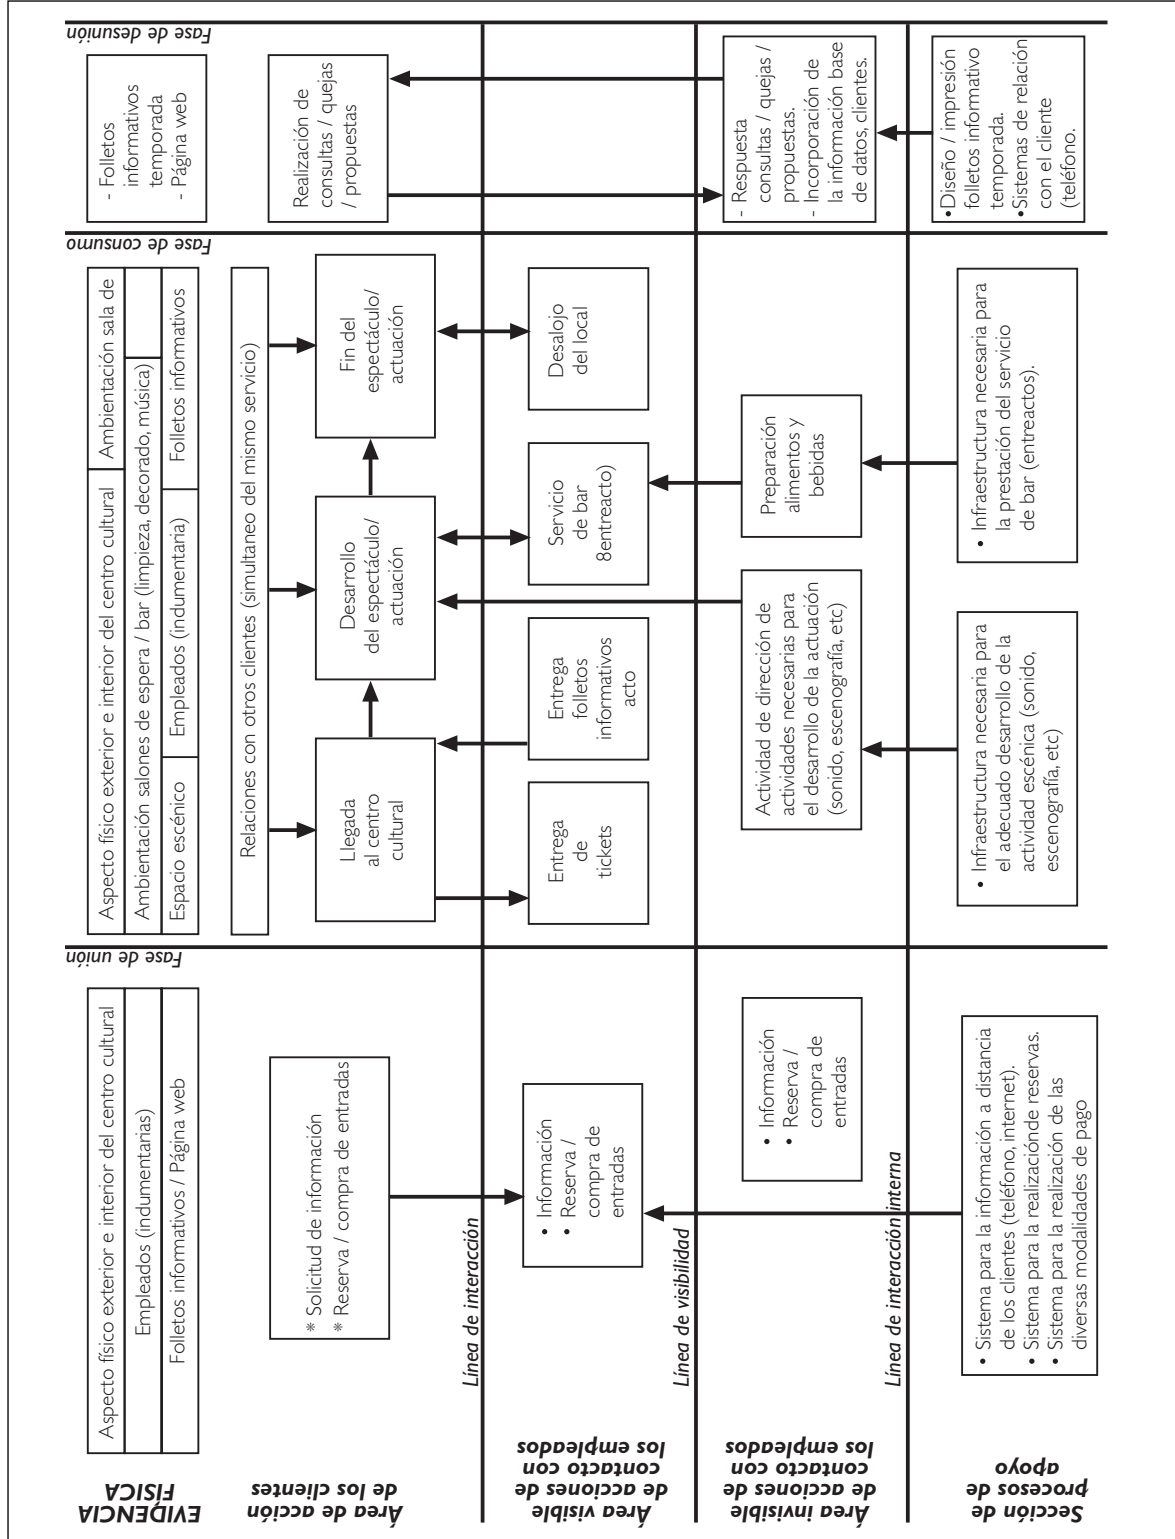 EVIDENCIA
FÍSICA
Área de acción
de los clientes
Área visible
de acciones de
contacto con
los empleados
Área invisible
de acciones de
contacto con
los empleados
Sección de
procesos de
apoyo
Aspecto físico exterior e interior del centro cultural
Empleados (indumentarias)
Folletos informativos / Página web
* Solicitud de información
* Reserva / compra de entradas
Línea de interacción
• Información
• Reserva /
compra de
entradas
Línea de visibilidad
• Información
• Reserva /
compra de
entradas
Línea de interacción interna
• Sistema para la información a distancia
de los clientes (teléfono, internet).
• Sistema para la realizaciónde reservas.
• Sistema para la realización de las
diversas modalidades de pago
Fase de unión
Aspecto físico exterior e interior del centro cultural
Ambientación sala de
Ambientación salones de espera / bar (limpieza, decorado, música)
Espacio escénico
Empleados (indumentaria)
Folletos informativos
Relaciones con otros clientes (simultaneo del mismo servicio)
Llegada
al centro
cultural
Desarrollo
del espectáculo/
actuación
Fin del
espectáculo/
actuación
Entrega
de
tickets
Entrega
folletos
informativos
acto
Servicio
de bar
8entreacto)
Desalojo
del local
Actividad de dirección de
actividades necesarias para
el desarrollo de la actuación
(sonido, escenografía, etc)
Preparación
alimentos y
bebidas
• Infraestructura necesaria para
el adecuado desarrollo de la
actividad escénica (sonido,
escenografía, etc)
• Infraestructura necesaria para
la prestación del servicio
de bar (entreactos).
Fase de consumo
- Folletos
informativos
temporada
- Página web
Realización de
consultas / quejas
/ propuestas
- Respuesta
consultas / quejas /
propuestas.
- Incorporación de
la información base
de datos, clientes.
•Diseño / impresión
folletos informativo
temporada.
•Sistemas de relación
con el cliente
(teléfono.
Fase de desunión